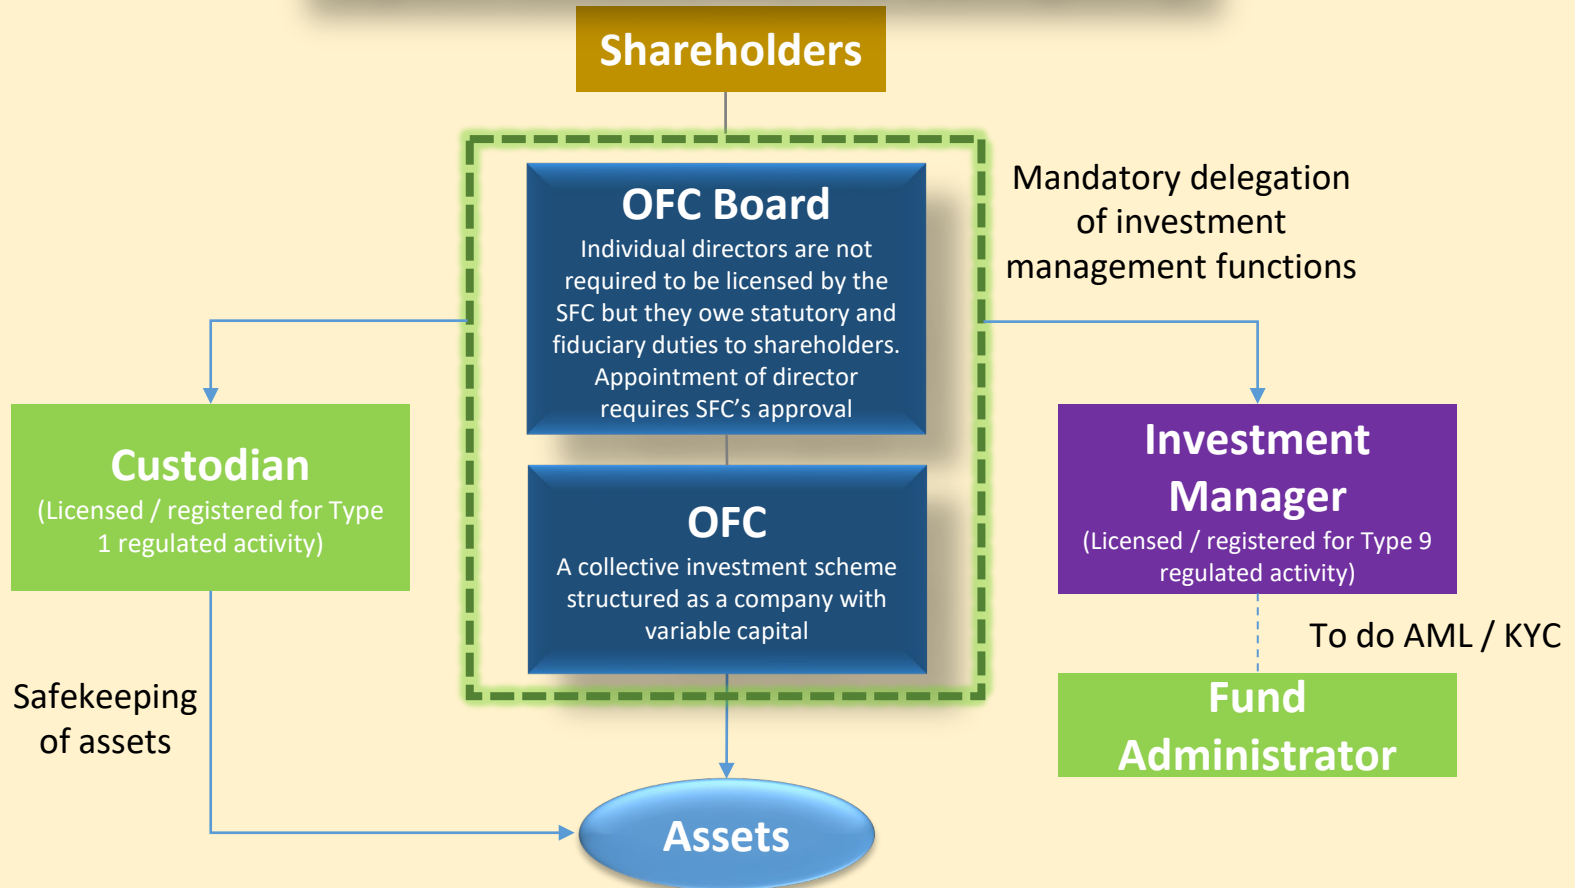 Shareholders
OFC Board
Individual directors are not
required to be licensed by the
SFC but they owe statutory and
fiduciary duties to shareholders.
Appointment of director
requires SFC's approval
Mandatory delegation
of investment
management functions
Custodian
(Licensed / registered for Type
1 regulated activity)
OFC
A collective investment scheme
structured as a company with
variable capital
Investment
Manager
(Licensed / registered for Type 9
regulated activity)
To do AML / KYC
Safekeeping
of assets
Fund
Administrator
Assets